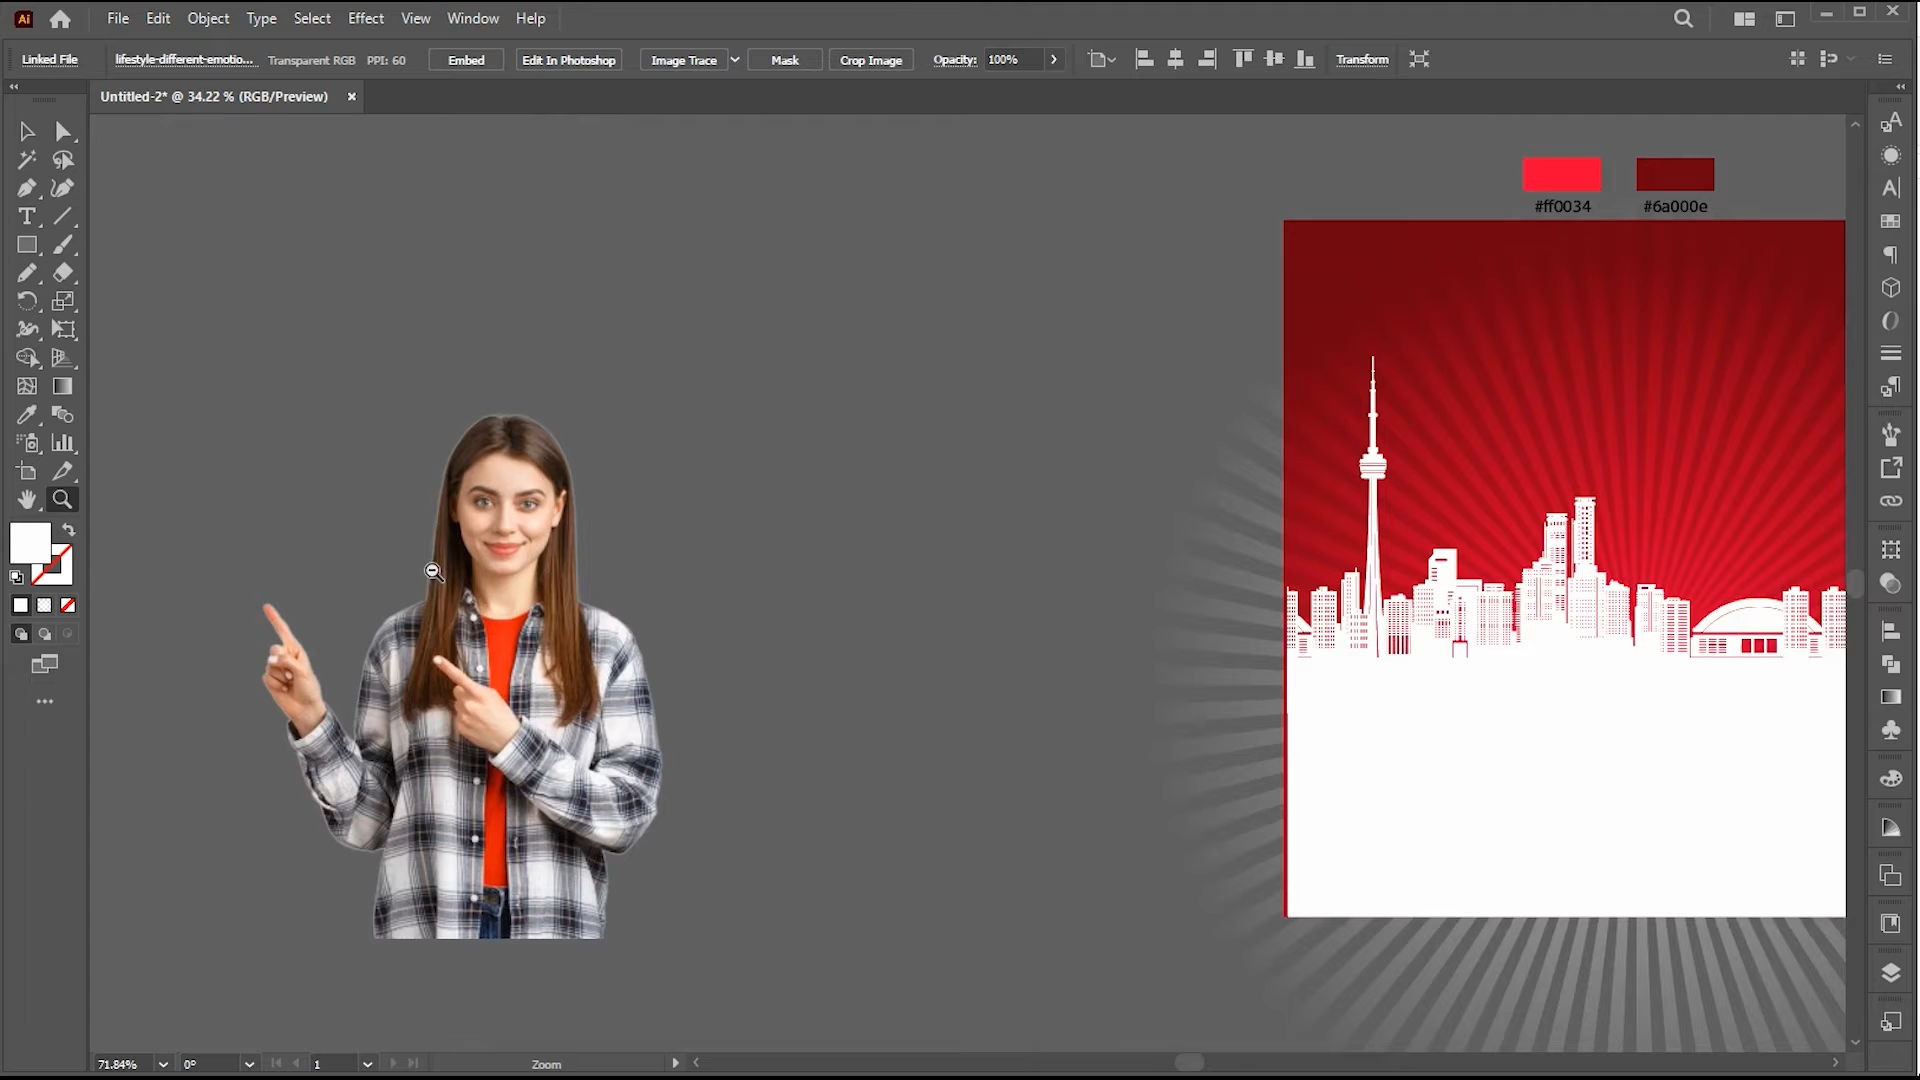 Ai File Edit Object Type Select Effect View Window Help
Linked File lifestyle-different-emotio... Transparent RGB PPI: 60 Embed Edit In Photoshop Image Trace Mask Crop Image Opacity: 100% Transform
Untitled-2* @ 34.22 % (RGB/Preview) ×
#ff0034 #6a000e
71.84% 0° 1 Zoom